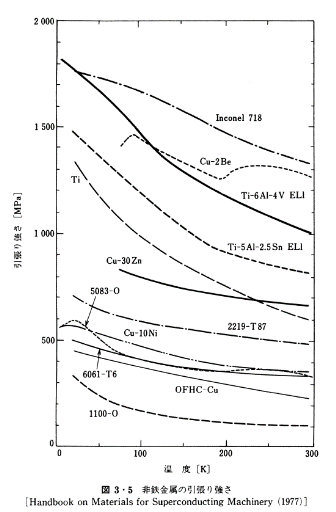 2 000
Inconel 718
1 500
Cu-2Be
Ti-6Al-4V ELI
Ti
引張り強さ [MPa]
1 000
Ti-5Al-2.5Sn ELI
Cu-30Zn
5083-O
2219-T87
Cu-10Ni
500
6061-T6
OFHC-Cu
1100-O
0
0 100 200 300
温 度 [K]
図 3・5 非鉄金属の引張り強さ
[Handbook on Materials for Superconducting Machinery (1977)]